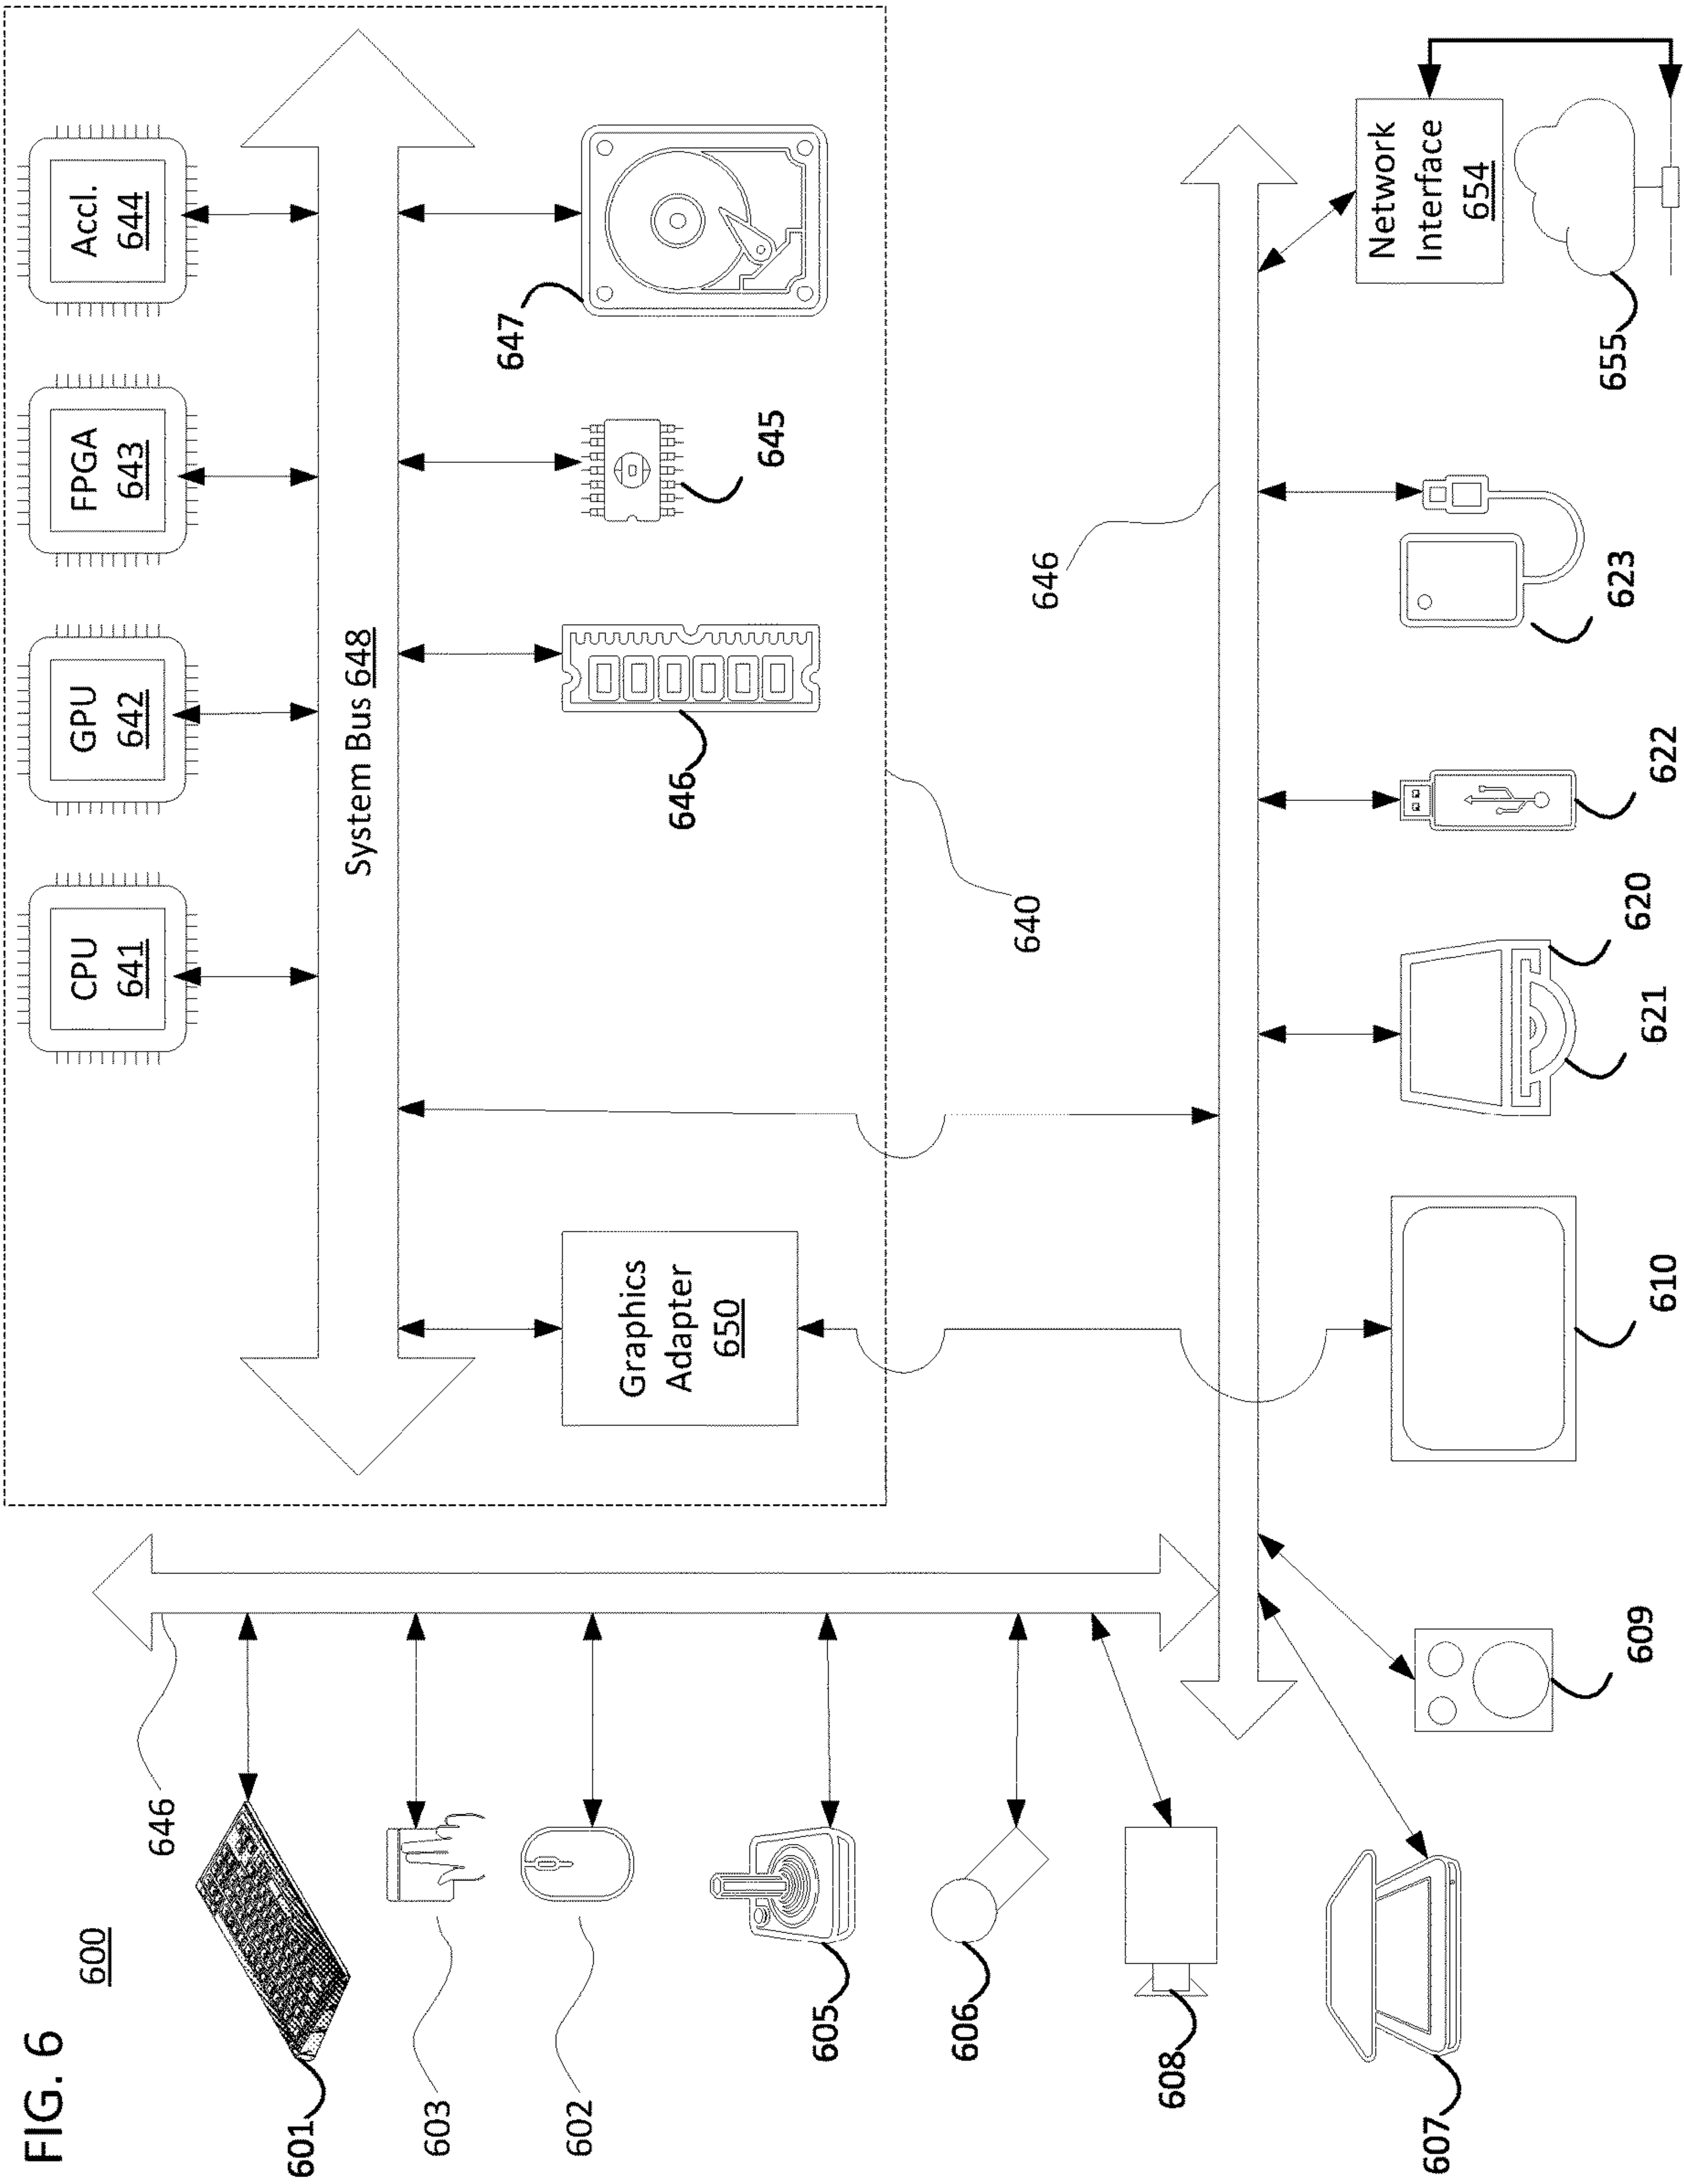 FIG. 6
600
CPU
641
GPU
642
FPGA
643
Accl.
644
System Bus 648
Graphics
Adapter
650
646
645
647
640
646
646
601
603
602
605
606
608
607
609
610
621
620
622
623
Network
Interface
654
655